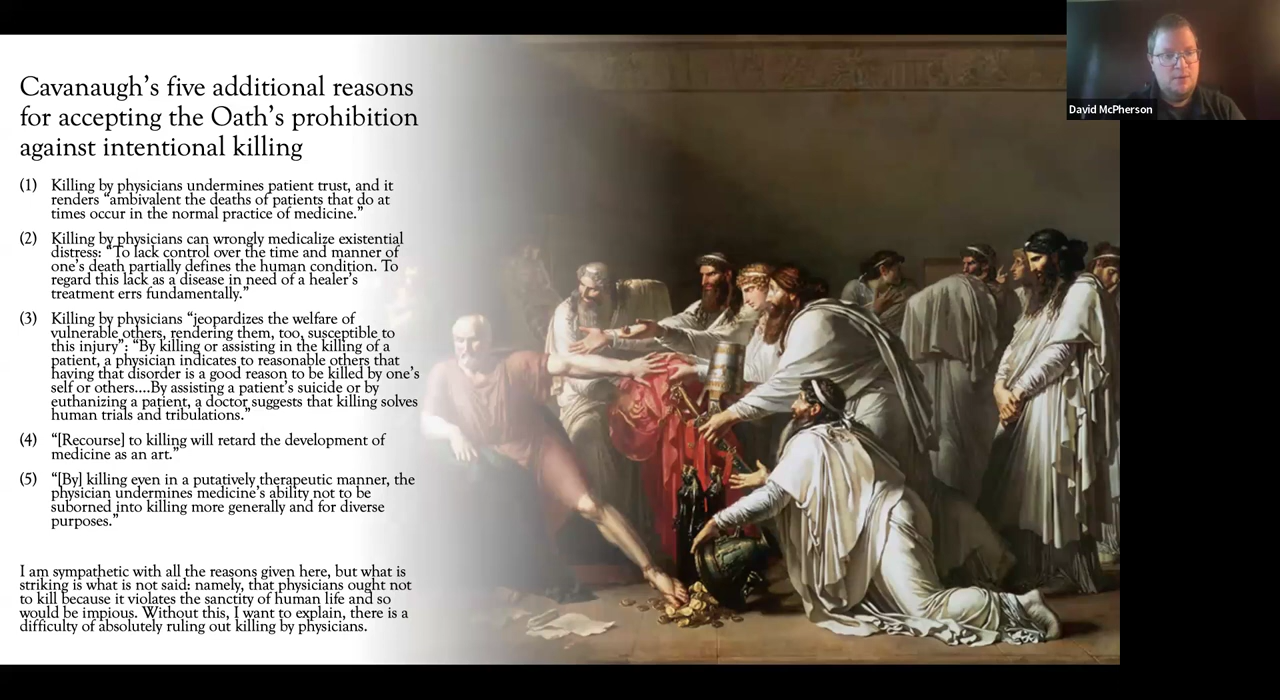 Cavanaugh's five additional reasons
for accepting the Oath's prohibition
against intentional killing
(1) Killing by physicians undermines patient trust, and it
renders "ambivalent the deaths of patients that do at
times occur in the normal practice of medicine."
(2) Killing by physicians can wrongly medicalize existential
distress: "To lack control over the time and manner of
one's death partially defines the human condition. To
regard this lack as a disease in need of a healer's
treatment errs fundamentally."
(3) Killing by physicians "jeopardizes the welfare of
vulnerable others, rendering them, too, susceptible to
this injury": "By killing or assisting in the killing of a
patient, a physician indicates to reasonable others that
having that disorder is a good reason to be killed by one's
self or others....By assisting a patient's suicide or by
euthanizing a patient, a doctor suggests that killing solves
human trials and tribulations."
(4) "[Recourse] to killing will retard the development of
medicine as an art."
(5) "[By] killing even in a putatively therapeutic manner, the
physician undermines medicine's ability not to be
suborned into killing more generally and for diverse
purposes."
I am sympathetic with all the reasons given here, but what is
striking is what is not said: namely, that physicians ought not
to kill because it violates the sanctity of human life and so
would be impious. Without this, I want to explain, there is a
difficulty of absolutely ruling out killing by physicians.
David McPherson